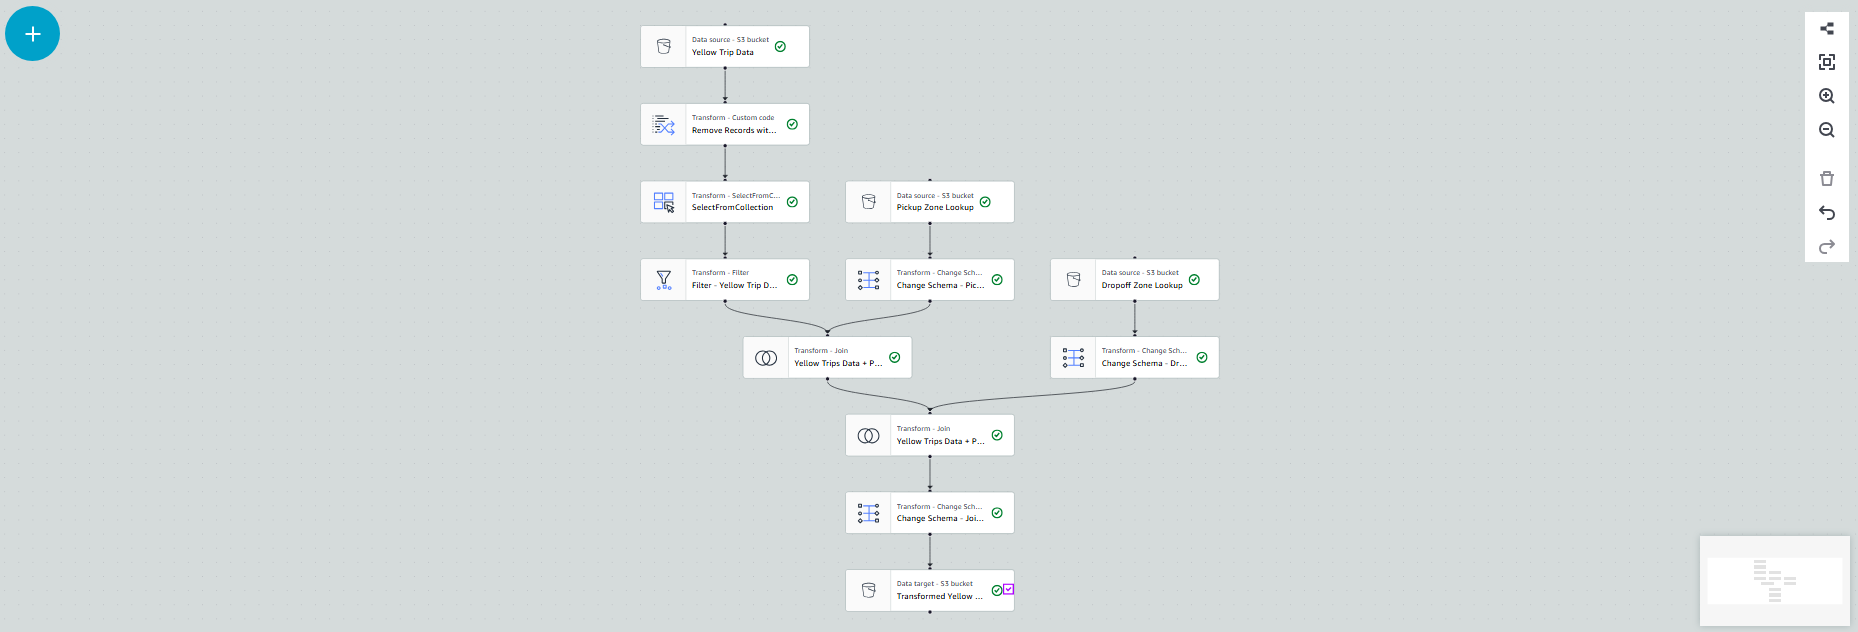 Data source - S3 bucket
Yellow Trip Data
Transform - Custom code
Remove Records wit...
Transform - SelectFromC...
SelectFromCollection
Data source - S3 bucket
Pickup Zone Lookup
Transform - Filter
Filter - Yellow Trip D...
Transform - Change Sch...
Change Schema - Pic...
Data source - S3 bucket
Dropoff Zone Lookup
Transform - Join
Yellow Trips Data + P...
Transform - Change Sch...
Change Schema - Dr...
Transform - Join
Yellow Trips Data + P...
Transform - Change Sch...
Change Schema - Joi...
Data target - S3 bucket
Transformed Yellow ...